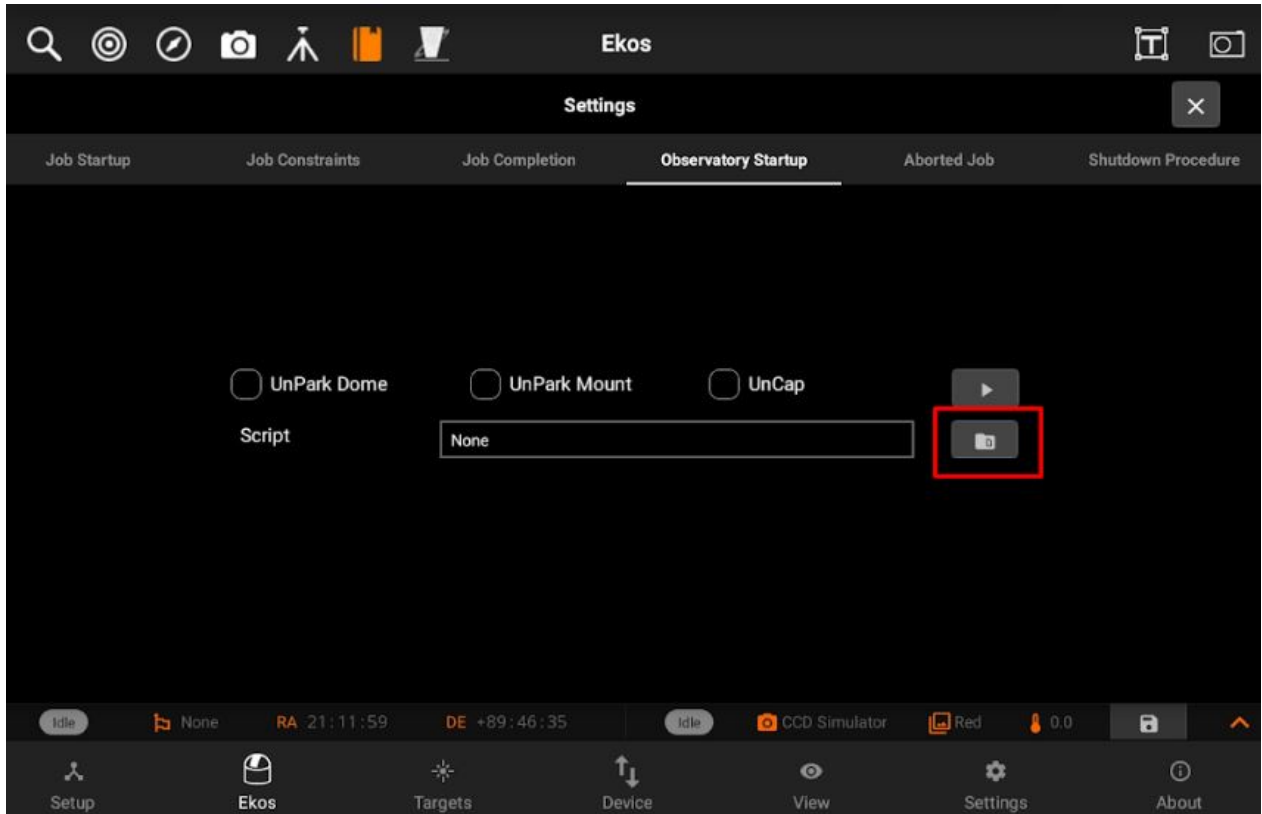 Ekos
Settings
Job Startup Job Constraints Job Completion Observatory Startup Aborted Job Shutdown Procedure
UnPark Dome UnPark Mount UnCap
Script None
Idle None RA 21:11:59 DE +89:46:35 Idle CCD Simulator Red 0.0
Setup Ekos Targets Device View Settings About